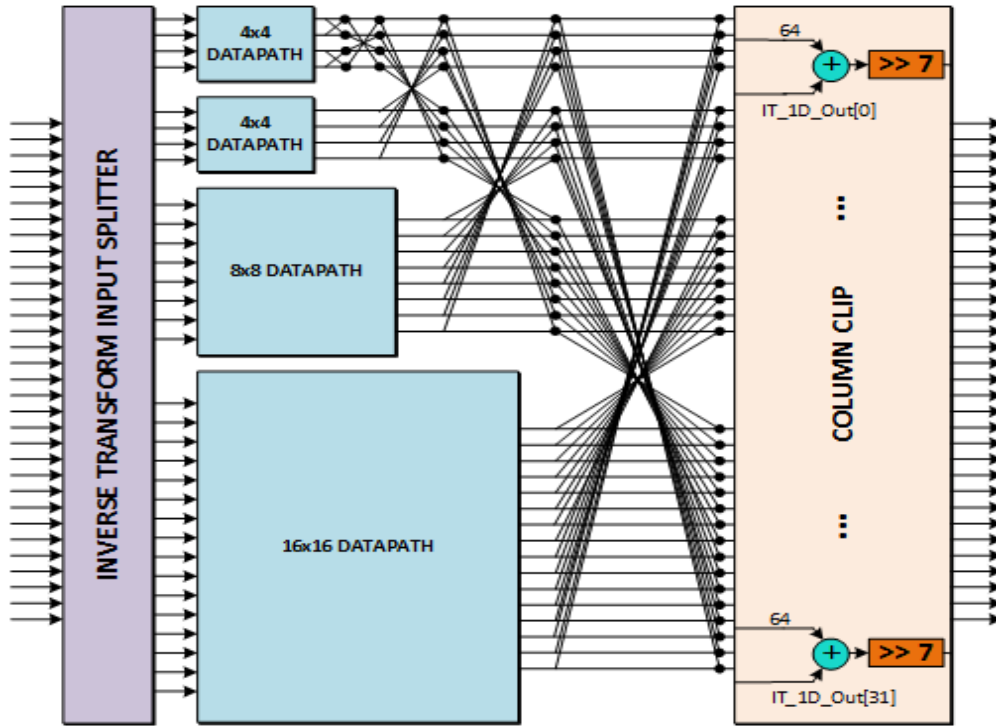 INVERSE TRANSFORM INPUT SPLITTER
4x4
DATAPATH
4x4
DATAPATH
8x8 DATAPATH
16x16 DATAPATH
64
+
>> 7
IT_1D_Out[0]
...
COLUMN CLIP
...
64
+
>> 7
IT_1D_Out[31]